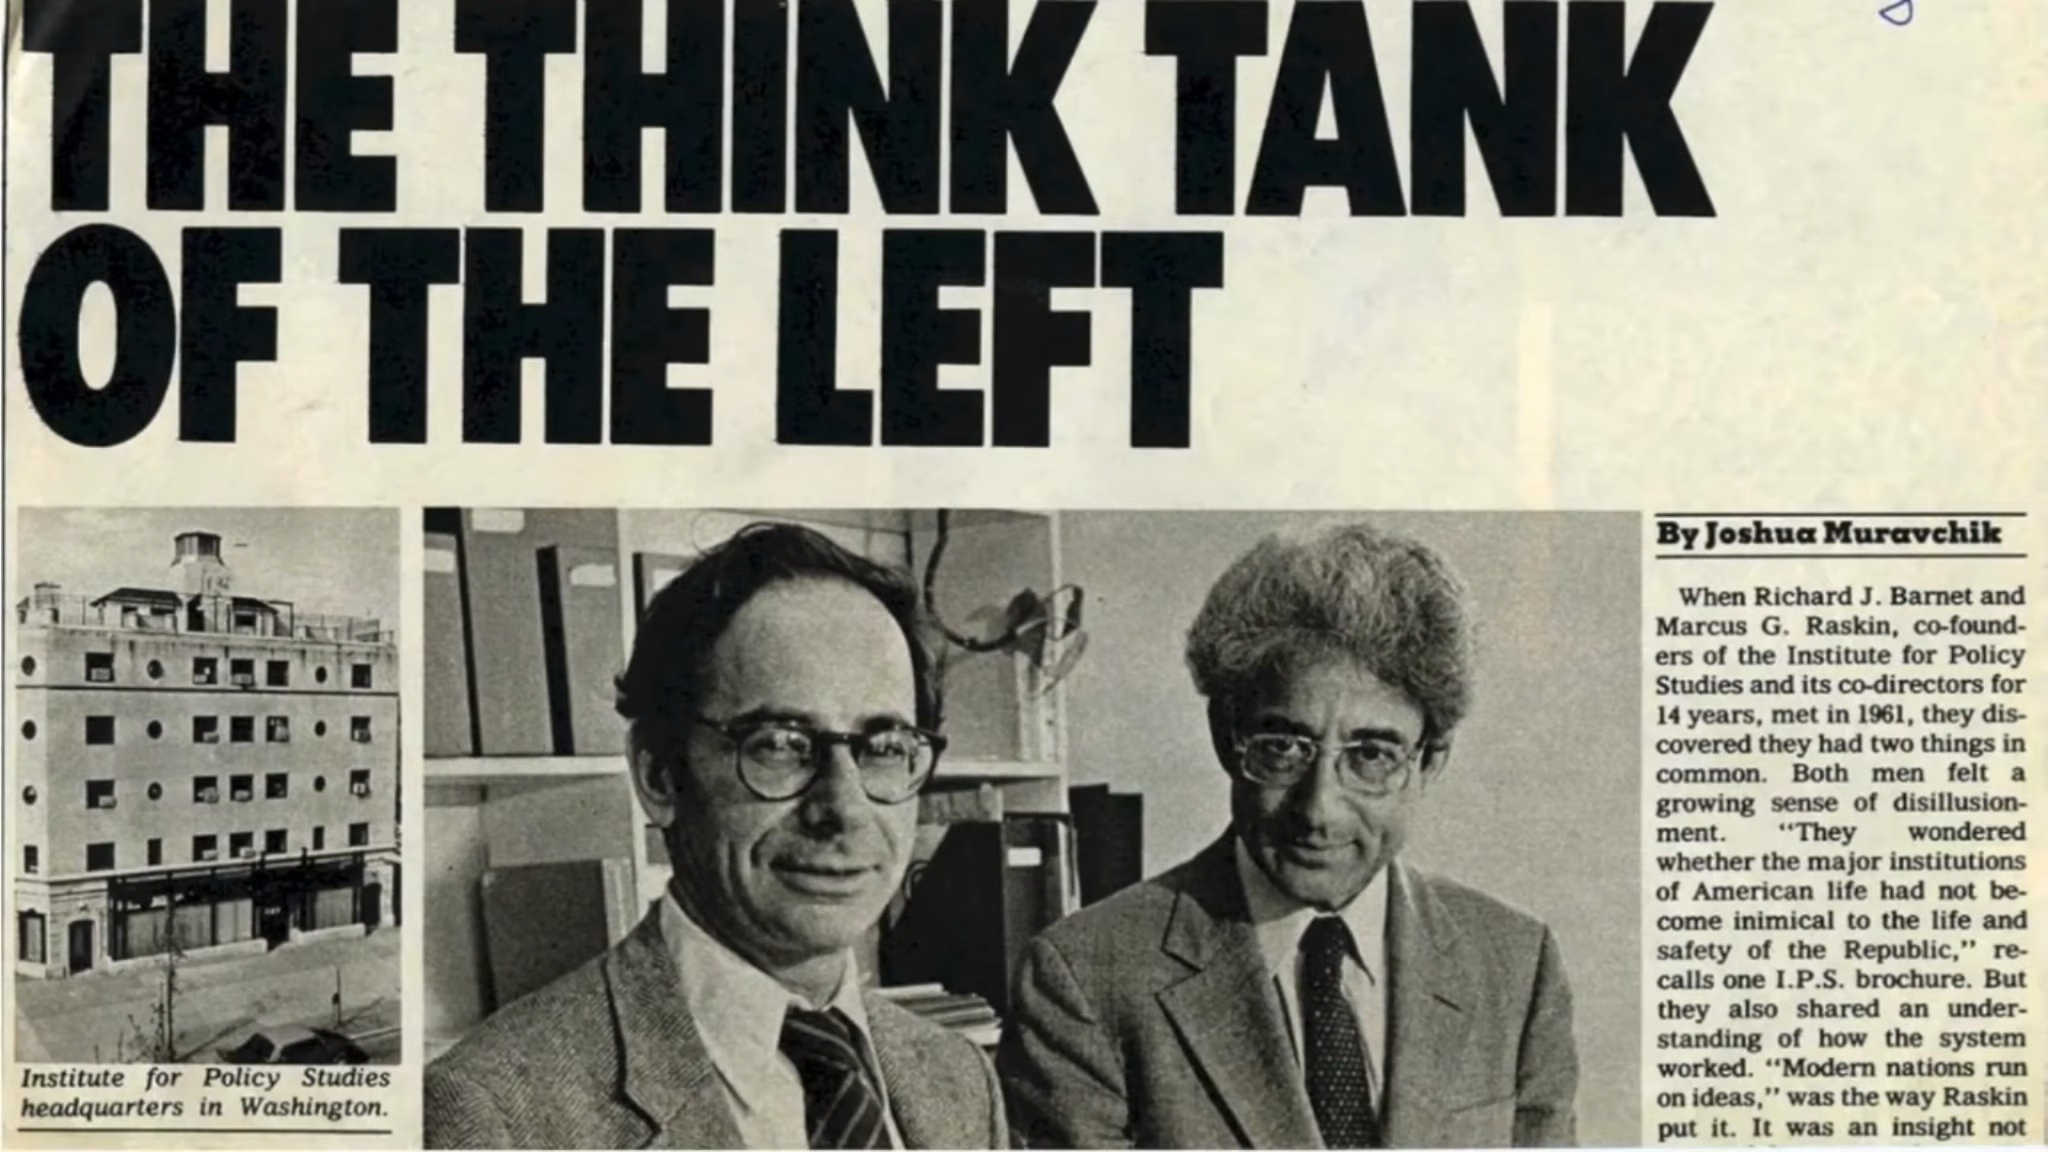 THE THINK TANK
OF THE LEFT
Institute for Policy Studies
headquarters in Washington.
By Joshua Muravchik
When Richard J. Barnet and
Marcus G. Raskin, co-found-
ers of the Institute for Policy
Studies and its co-directors for
14 years, met in 1961, they dis-
covered they had two things in
common. Both men felt a
growing sense of disillusion-
ment. "They wondered
whether the major institutions
of American life had not be-
come inimical to the life and
safety of the Republic," re-
calls one I.P.S. brochure. But
they also shared an under-
standing of how the system
worked. "Modern nations run
on ideas," was the way Raskin
put it. It was an insight not